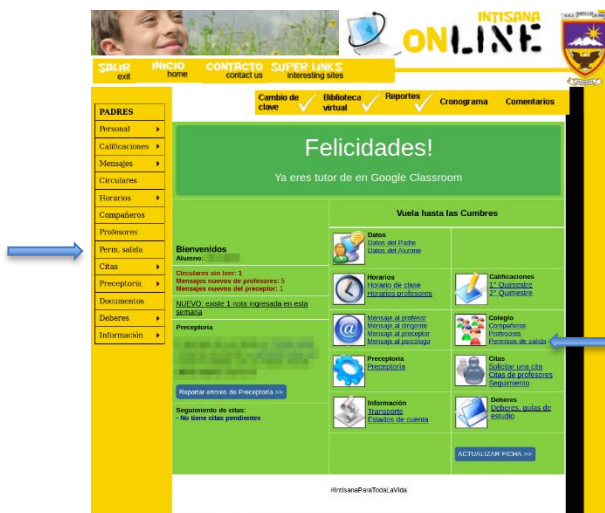 INTISANA
ONLINE
SALIR
exit
INICIO
home
CONTACTO
contact us
SUPER LINKS
interesting sites
Cambio de clave
Biblioteca virtual
Reportes
Cronograma
Comentarios
PADRES
Personal
Calificaciones
Mensajes
Circulares
Horarios
Compañeros
Profesores
Perm. salida
Citas
Preceptoria
Documentos
Deberes
Información
Felicidades!
Ya eres tutor de en Google Classroom
Bienvenidos
Alumno:
Circulares sin leer: 1
Mensajes nuevos de profesores: 5
Mensajes nuevos del preceptor: 1
NUEVO: existe 1 nota ingresada en esta
semana
Preceptoria
Reportar errores de Preceptoria >>
Seguimiento de citas:
- No tiene citas pendientes
Vuela hasta las Cumbres
Datos
Datos del Padre
Datos del Alumno
Horarios
Horario de clase
Horarios profesores
Calificaciones
1° Quimestre
2° Quimestre
Mensaje al profesor
Mensaje al dirigente
Mensaje al preceptor
Mensaje al psicólogo
Colegio
Compañeros
Profesores
Permisos de salida
Preceptoria
Preceptoria
Citas
Solicitar una cita
Citas de profesores
Seguimiento
Información
Transporte
Estados de cuenta
Deberes
Deberes, guías de
estudio
ACTUALIZAR FICHA >>
#IntisanaParaTodaLaVida